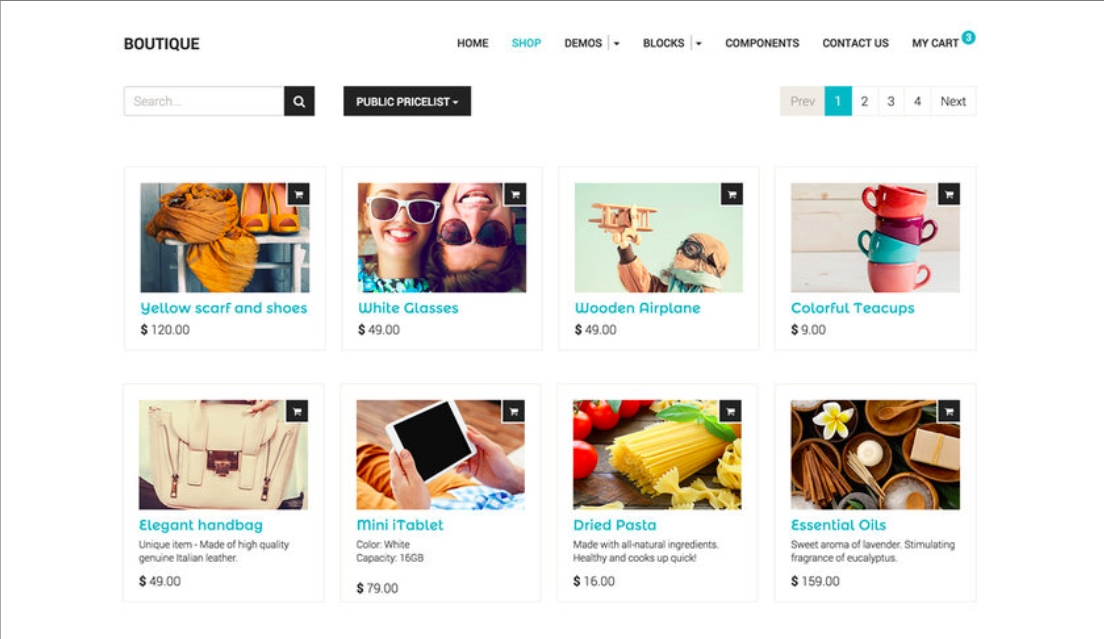 BOUTIQUE
HOME SHOP DEMOS BLOCKS COMPONENTS CONTACT US MY CART 3
Search...
PUBLIC PRICELIST
Prev 1 2 3 4 Next
Yellow scarf and shoes
$ 120.00
White Glasses
$ 49.00
Wooden Airplane
$ 49.00
Colorful Teacups
$ 9.00
Elegant handbag
Unique item - Made of high quality
genuine Italian leather.
$ 49.00
Mini iTablet
Color: White
Capacity: 16GB
$ 79.00
Dried Pasta
Made with all-natural ingredients.
Healthy and cooks up quick!
$ 16.00
Essential Oils
Sweet aroma of lavender. Stimulating
fragrance of eucalyptus.
$ 159.00